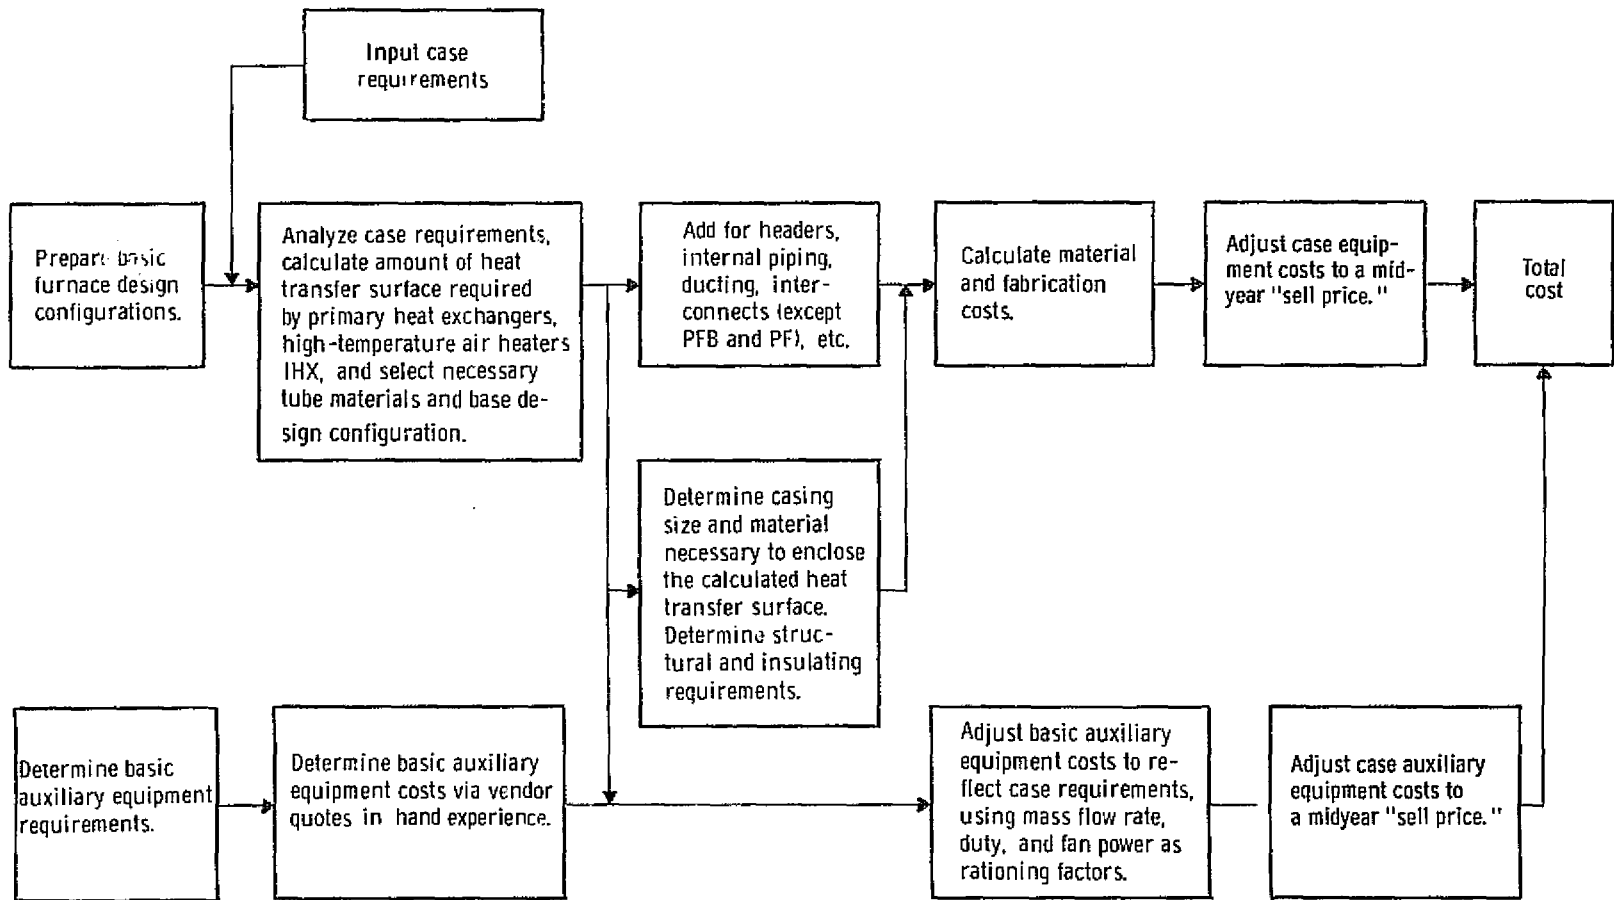 Input case
requirements
Prepare basic
furnace design
configurations.
Analyze case requirements,
calculate amount of heat
transfer surface required
by primary heat exchangers,
high-temperature air heaters
IHX, and select necessary
tube materials and base de-
sign configuration.
Add for headers,
internal piping,
ducting, inter-
connects (except
PFB and PF), etc.
Calculate material
and fabrication
costs.
Adjust case equip-
ment costs to a mid-
year "sell price."
Total
cost
Determine casing
size and material
necessary to enclose
the calculated heat
transfer surface.
Determine struc-
tural and insulating
requirements.
Determine basic
auxiliary equipment
requirements.
Determine basic auxiliary
equipment costs via vendor
quotes in hand experience.
Adjust basic auxiliary
equipment costs to re-
flect case requirements,
using mass flow rate,
duty, and fan power as
rationing factors.
Adjust case auxiliary
equipment costs to
a midyear "sell price."